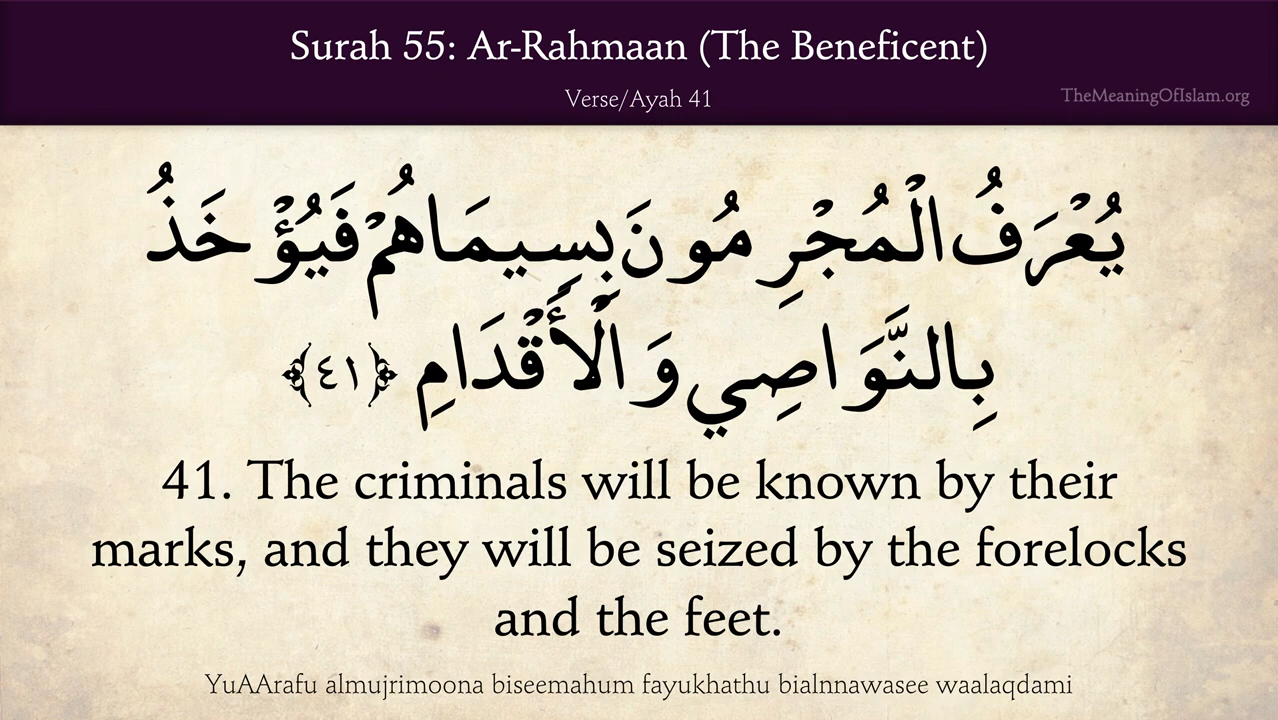 Surah 55: Ar-Rahmaan (The Beneficent)
Verse/Ayah 41
TheMeaningOfIslam.org
يُعْرَفُ الْمُجْرِمُونَ بِسِيمَاهُمْ فَيُؤْخَذُ
بِالنَّوَاصِي وَالْأَقْدَامِ ﴿٤١﴾
41. The criminals will be known by their
marks, and they will be seized by the forelocks
and the feet.
YuAArafu almujrimoona biseemahum fayukhathu bialnnawasee waalaqdami